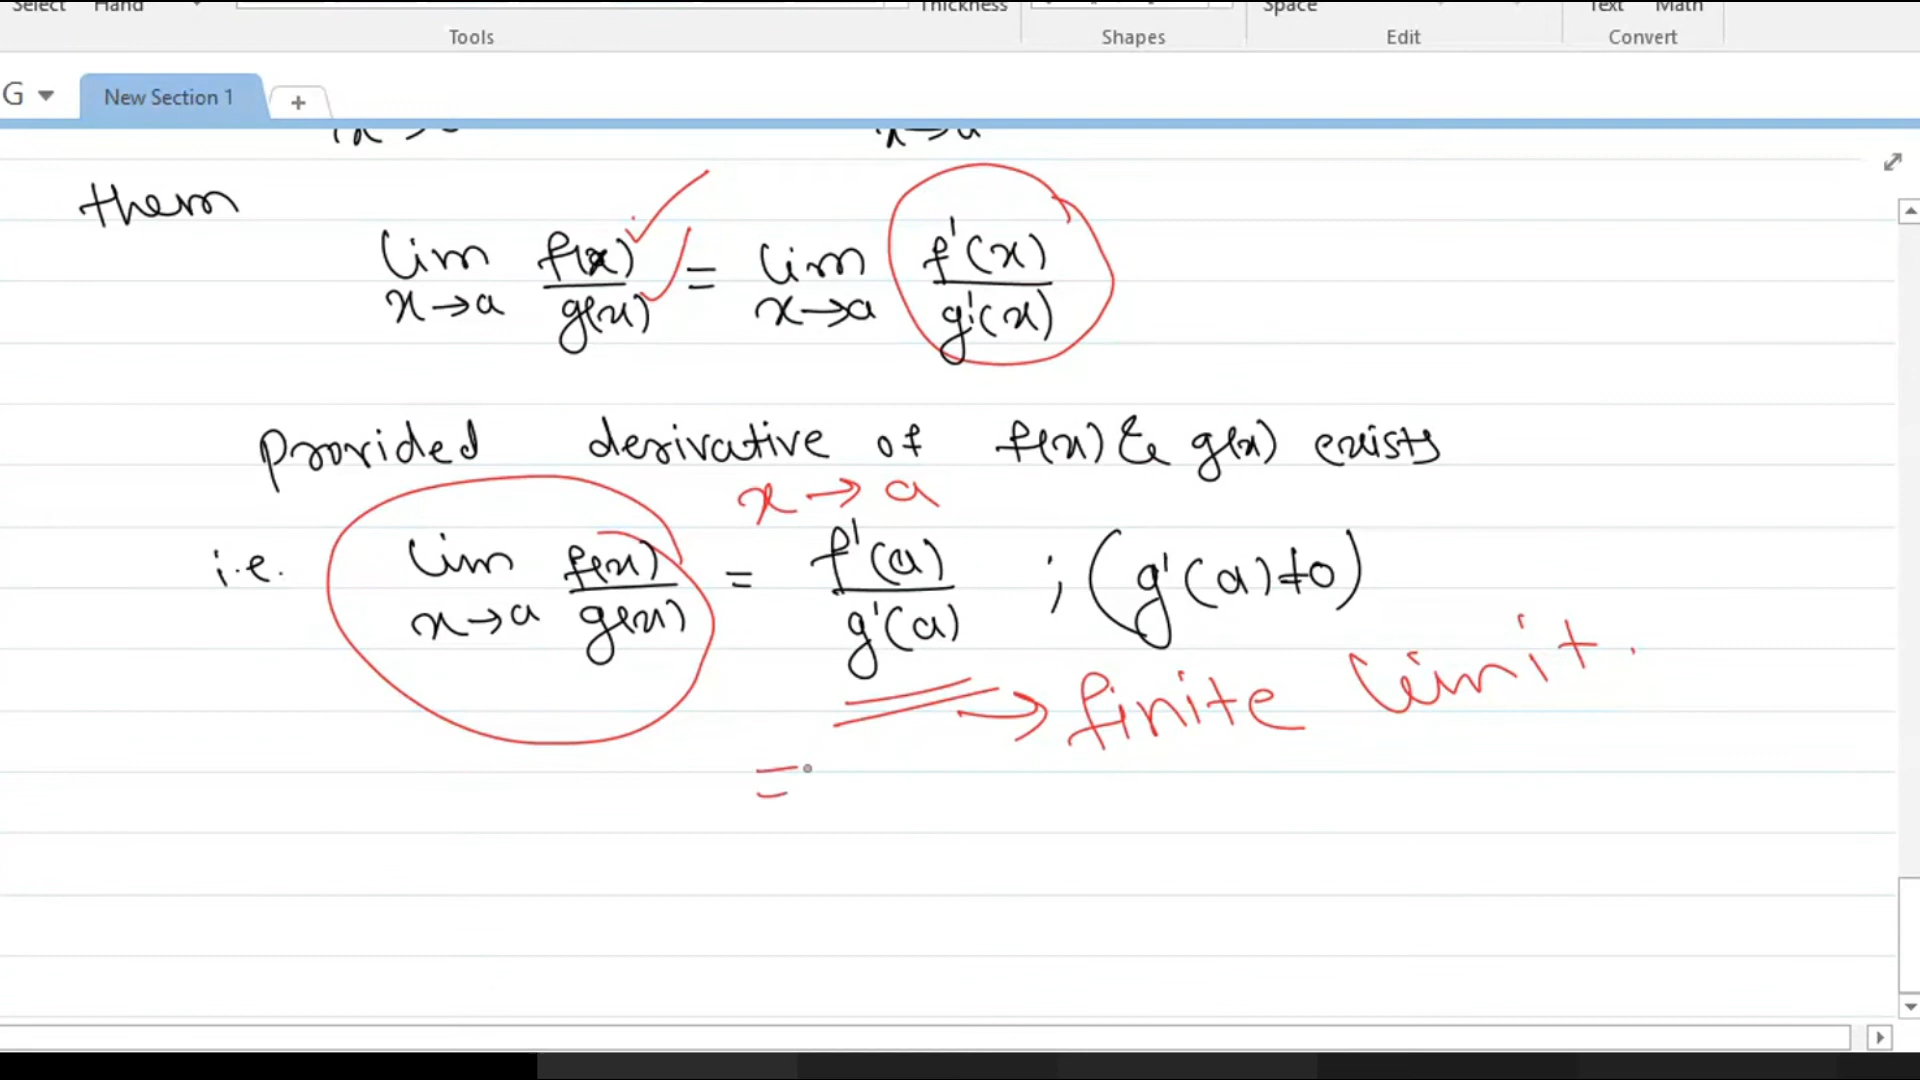 Select Hand Thickness Space Text Math
Tools Shapes Edit Convert
G New Section 1 +
x→a
them
lim x→a f(x)/g(x) = lim x→a f'(x)/g'(x)
provided derivative of f(x) & g(x) exists
x → a
i.e. lim x→a f(x)/g(x) = f'(a)/g'(a) ; (g'(a)≠0)
→ finite limit.
=